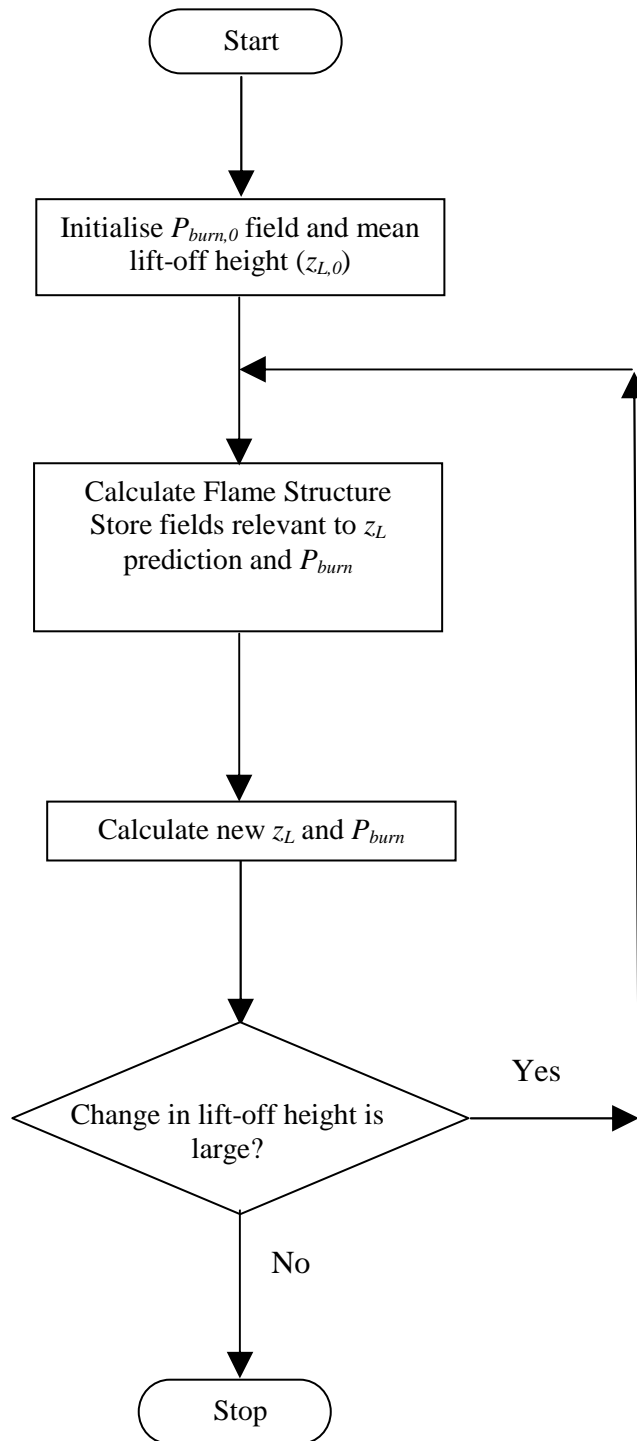 Start
Initialise P_burn,0 field and mean
lift-off height (z_L,0)
Calculate Flame Structure
Store fields relevant to z_L
prediction and P_burn
Calculate new z_L and P_burn
Yes
Change in lift-off height is
large?
No
Stop